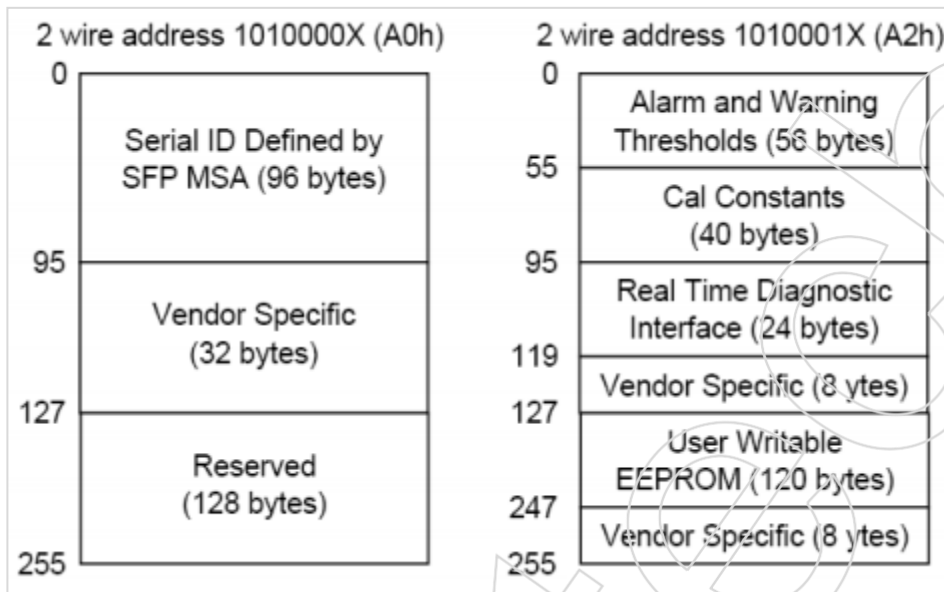 2 wire address 1010000X (A0h)
0
Serial ID Defined by
SFP MSA (96 bytes)
95
Vendor Specific
(32 bytes)
127
Reserved
(128 bytes)
255
2 wire address 1010001X (A2h)
0
Alarm and Warning
Thresholds (56 bytes)
55
Cal Constants
(40 bytes)
95
Real Time Diagnostic
Interface (24 bytes)
119
Vendor Specific (8 ytes)
127
User Writable
EEPROM (120 bytes)
247
Vendor Specific (8 ytes)
255